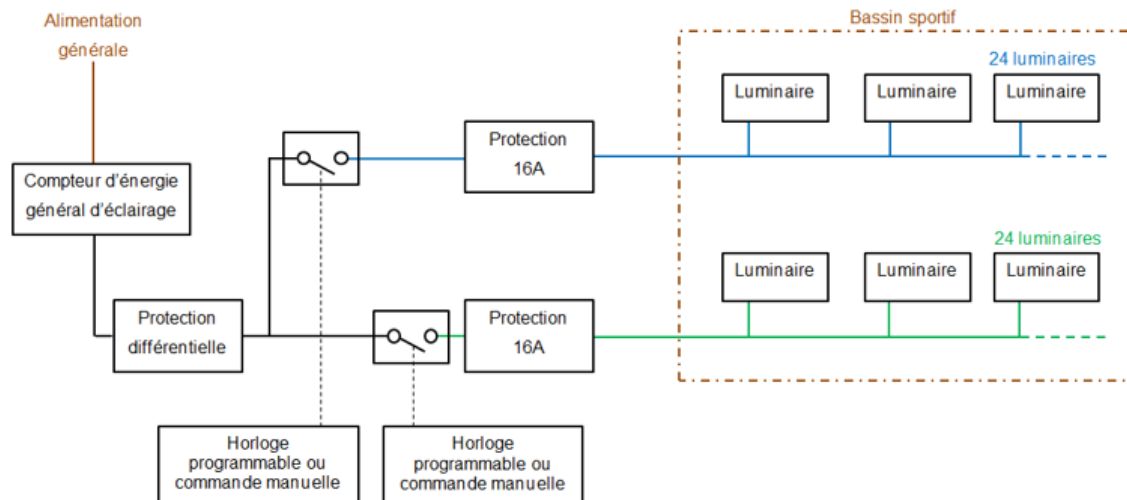 Alimentation
générale
Bassin sportif
24 luminaires
Luminaire
Luminaire
Luminaire
Protection
16A
Compteur d'énergie
général d'éclairage
24 luminaires
Luminaire
Luminaire
Luminaire
Protection
différentielle
Protection
16A
Horloge
programmable ou
commande manuelle
Horloge
programmable ou
commande manuelle